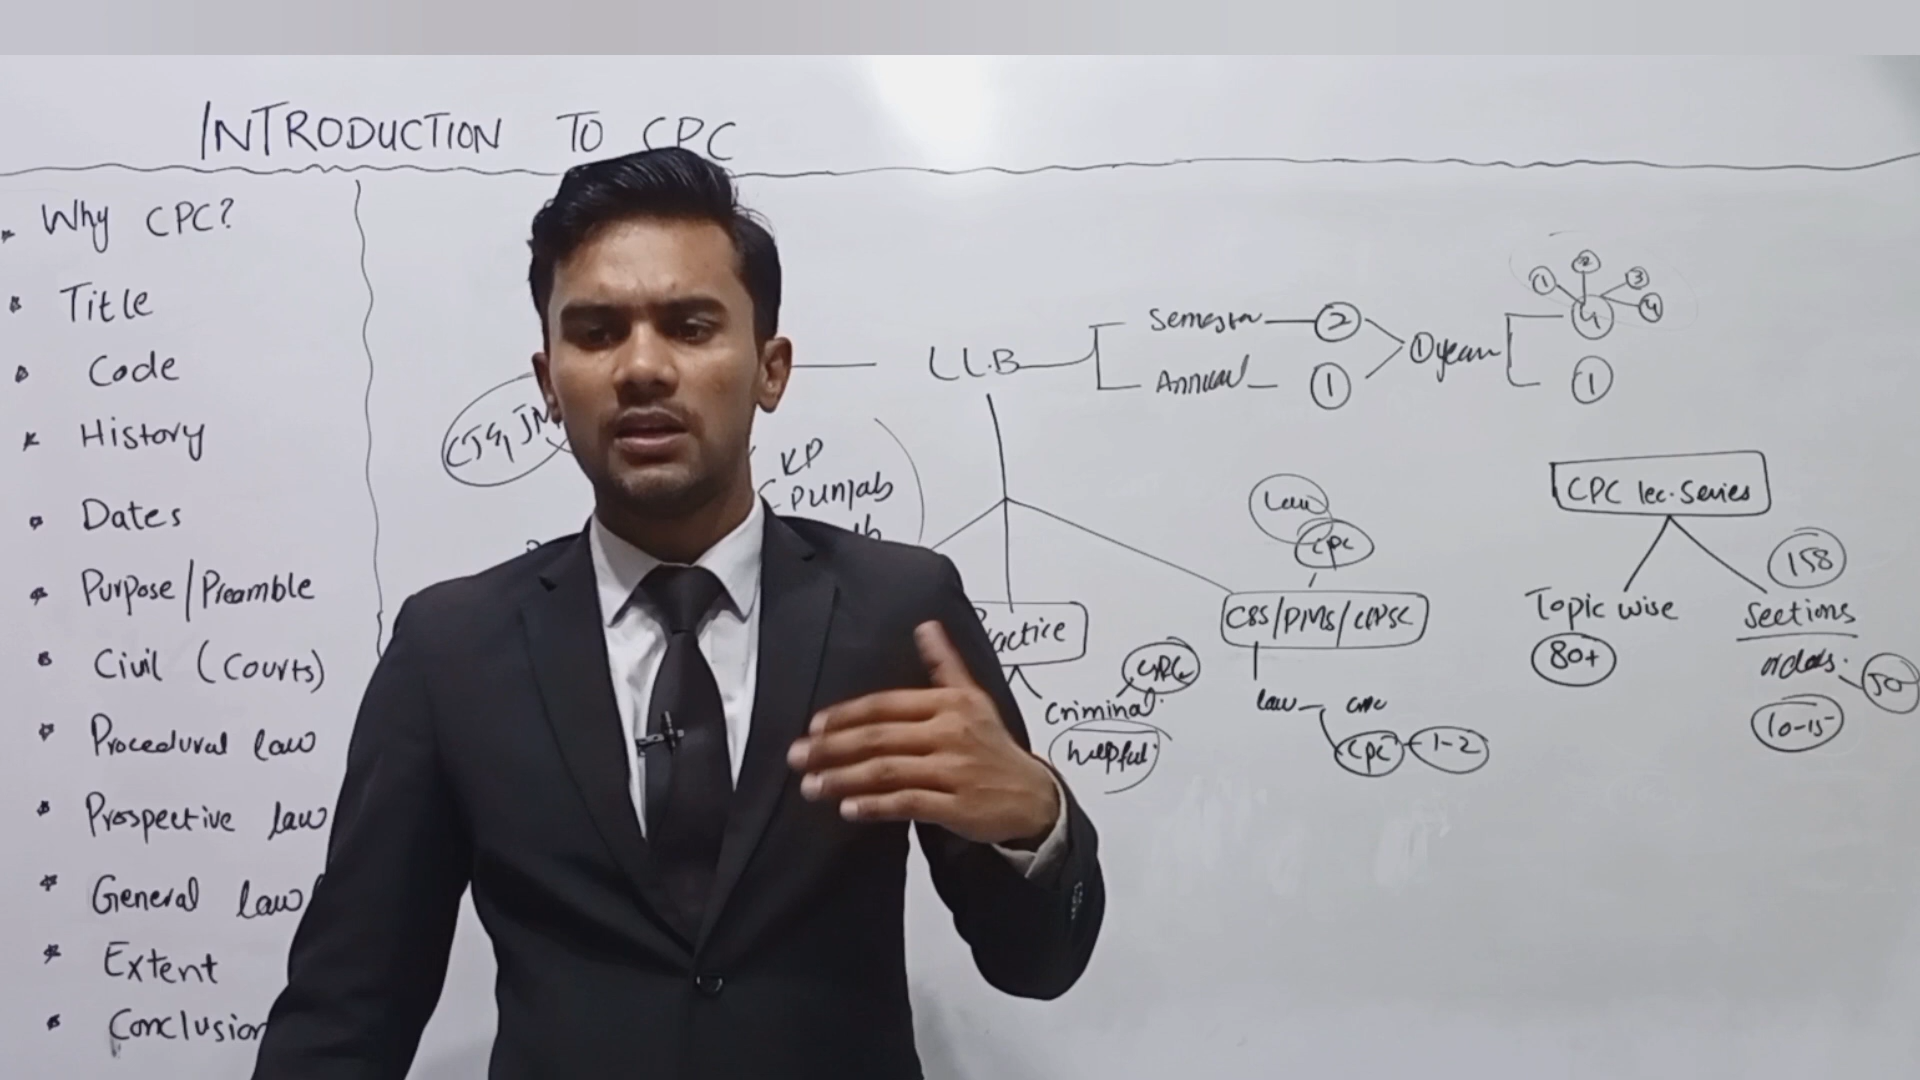 INTRODUCTION TO CPC
Why CPC?
Title
Code
History
Dates
Purpose/Preamble
Civil (Courts)
Procedural law
Prospective law
General law
Extent
Conclusion
KP
Punjab
LLB
Semester 2
Annual 1
1 year
1 2 3 4
4
1
Practice
Criminal
helpful
Law
CPC
CSS/PMS/
law
CPC 1-2
CPC lec. Series
Topic wise
80+
158
Sections
orders. 50
10-15